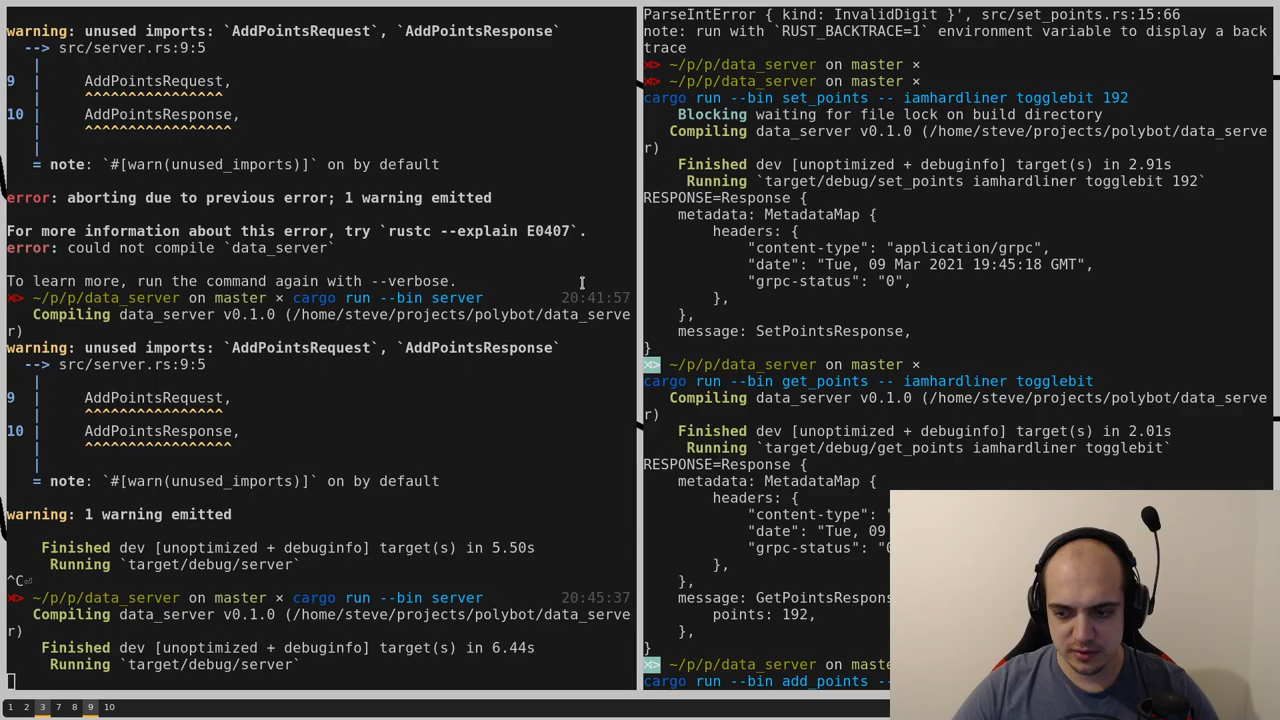 warning: unused imports: `AddPointsRequest`, `AddPointsResponse`
--> src/server.rs:9:5
|
9 | AddPointsRequest,
| ^^^^^^^^^^^^^^^^
10 | AddPointsResponse,
| ^^^^^^^^^^^^^^^^^
|
= note: `#[warn(unused_imports)]` on by default
error: aborting due to previous error; 1 warning emitted
For more information about this error, try `rustc --explain E0407`.
error: could not compile `data_server`
To learn more, run the command again with --verbose.
~/p/p/data_server on master × cargo run --bin server 20:41:57
Compiling data_server v0.1.0 (/home/steve/projects/polybot/data_serve
r)
warning: unused imports: `AddPointsRequest`, `AddPointsResponse`
--> src/server.rs:9:5
|
9 | AddPointsRequest,
| ^^^^^^^^^^^^^^^^
10 | AddPointsResponse,
| ^^^^^^^^^^^^^^^^^
|
= note: `#[warn(unused_imports)]` on by default
warning: 1 warning emitted
Finished dev [unoptimized + debuginfo] target(s) in 5.50s
Running `target/debug/server`
^C⏎
~/p/p/data_server on master × cargo run --bin server 20:45:37
Compiling data_server v0.1.0 (/home/steve/projects/polybot/data_serve
r)
Finished dev [unoptimized + debuginfo] target(s) in 6.44s
Running `target/debug/server`
ParseIntError { kind: InvalidDigit }', src/set_points.rs:15:66
note: run with `RUST_BACKTRACE=1` environment variable to display a back
trace
~/p/p/data_server on master ×
~/p/p/data_server on master ×
cargo run --bin set_points -- iamhardliner togglebit 192
Blocking waiting for file lock on build directory
Compiling data_server v0.1.0 (/home/steve/projects/polybot/data_serve
r)
Finished dev [unoptimized + debuginfo] target(s) in 2.91s
Running `target/debug/set_points iamhardliner togglebit 192`
RESPONSE=Response {
metadata: MetadataMap {
headers: {
"content-type": "application/grpc",
"date": "Tue, 09 Mar 2021 19:45:18 GMT",
"grpc-status": "0",
},
},
message: SetPointsResponse,
}
~/p/p/data_server on master ×
cargo run --bin get_points -- iamhardliner togglebit
Compiling data_server v0.1.0 (/home/steve/projects/polybot/data_serve
r)
Finished dev [unoptimized + debuginfo] target(s) in 2.01s
Running `target/debug/get_points iamhardliner togglebit`
RESPONSE=Response {
metadata: MetadataMap {
headers: {
"content-type":
"date": "Tue, 09
"grpc-status":
},
},
message: GetPointsRespon
points: 192,
},
}
~/p/p/data_server on maste
cargo run --bin add_points --
1 2 3 7 8 9 10